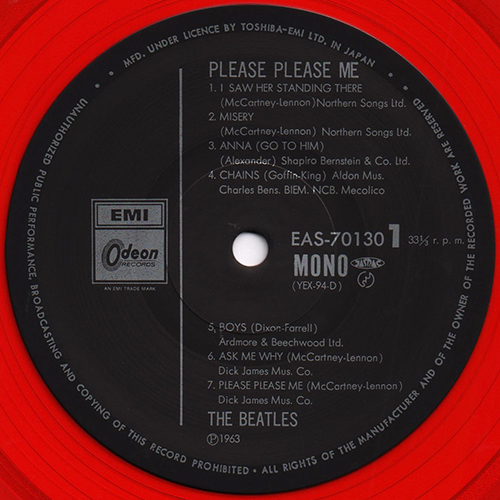 MFD. UNDER LICENCE BY TOSHIBA-EMI LTD. IN JAPAN
ALL RIGHTS OF THE MANUFACTURER AND OF THE OWNER OF THE RECORDED WORK RESERVED
UNAUTHORIZED PUBLIC PERFORMANCE, BROADCASTING AND COPYING OF THIS RECORD PROHIBITED
PLEASE PLEASE ME
1. I SAW HER STANDING THERE
(McCartney-Lennon) Northern Songs Ltd.
2. MISERY
(McCartney-Lennon) Northern Songs Ltd.
3. ANNA (GO TO HIM)
(Alexander) Shapiro Bernstein & Co. Ltd.
4. CHAINS (Goffin-King) Aldon Mus.
Charles Bens. BIEM. NCB. Mecolico
EMI
Odeon
RECORDS
AN EMI TRADE MARK
EAS-70130 1 33⅓ r. p. m.
MONO JASRAC
(YEX-94-D)
5. BOYS (Dixon-Farrell)
Ardmore & Beechwood Ltd.
6. ASK ME WHY (McCartney-Lennon)
Dick James Mus. Co.
7. PLEASE PLEASE ME (McCartney-Lennon)
Dick James Mus. Co.
THE BEATLES
℗1963